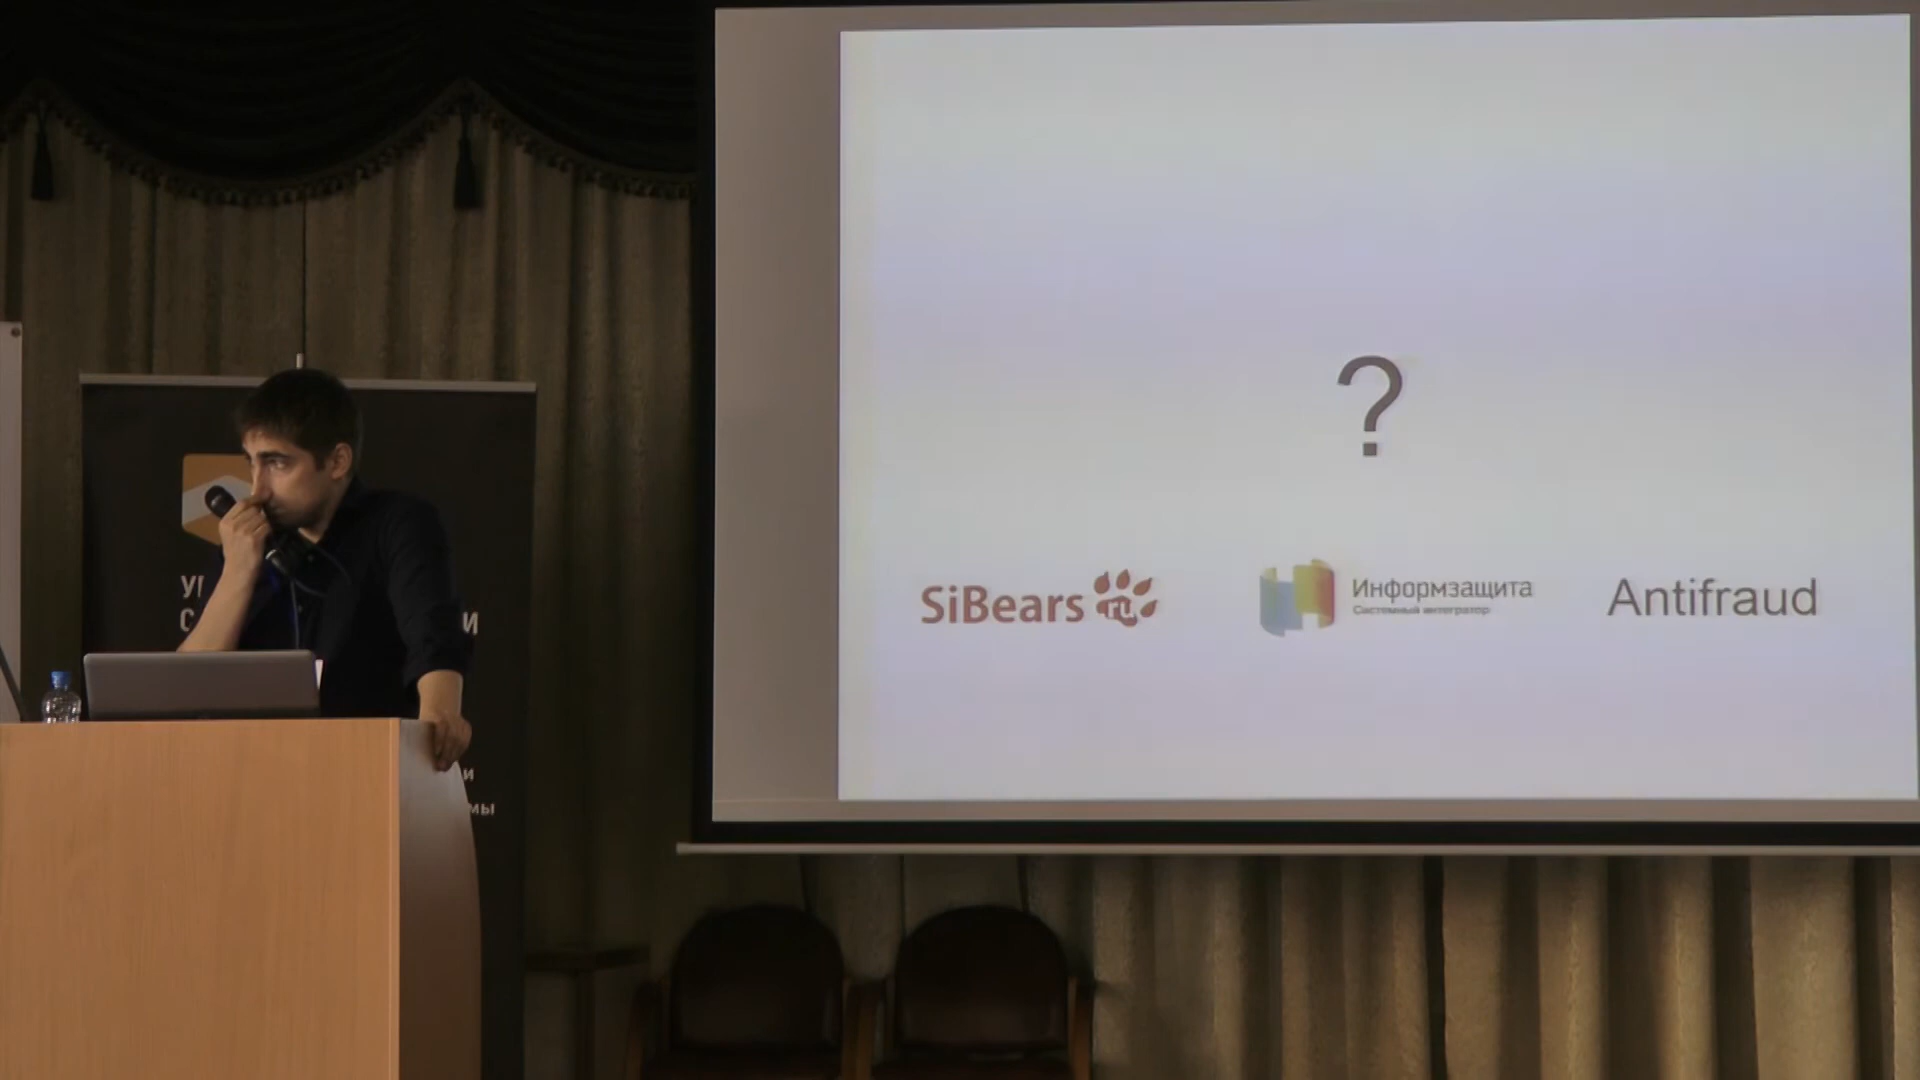 ?
SiBears
ru
Информзащита
Системный интегратор
Antifraud